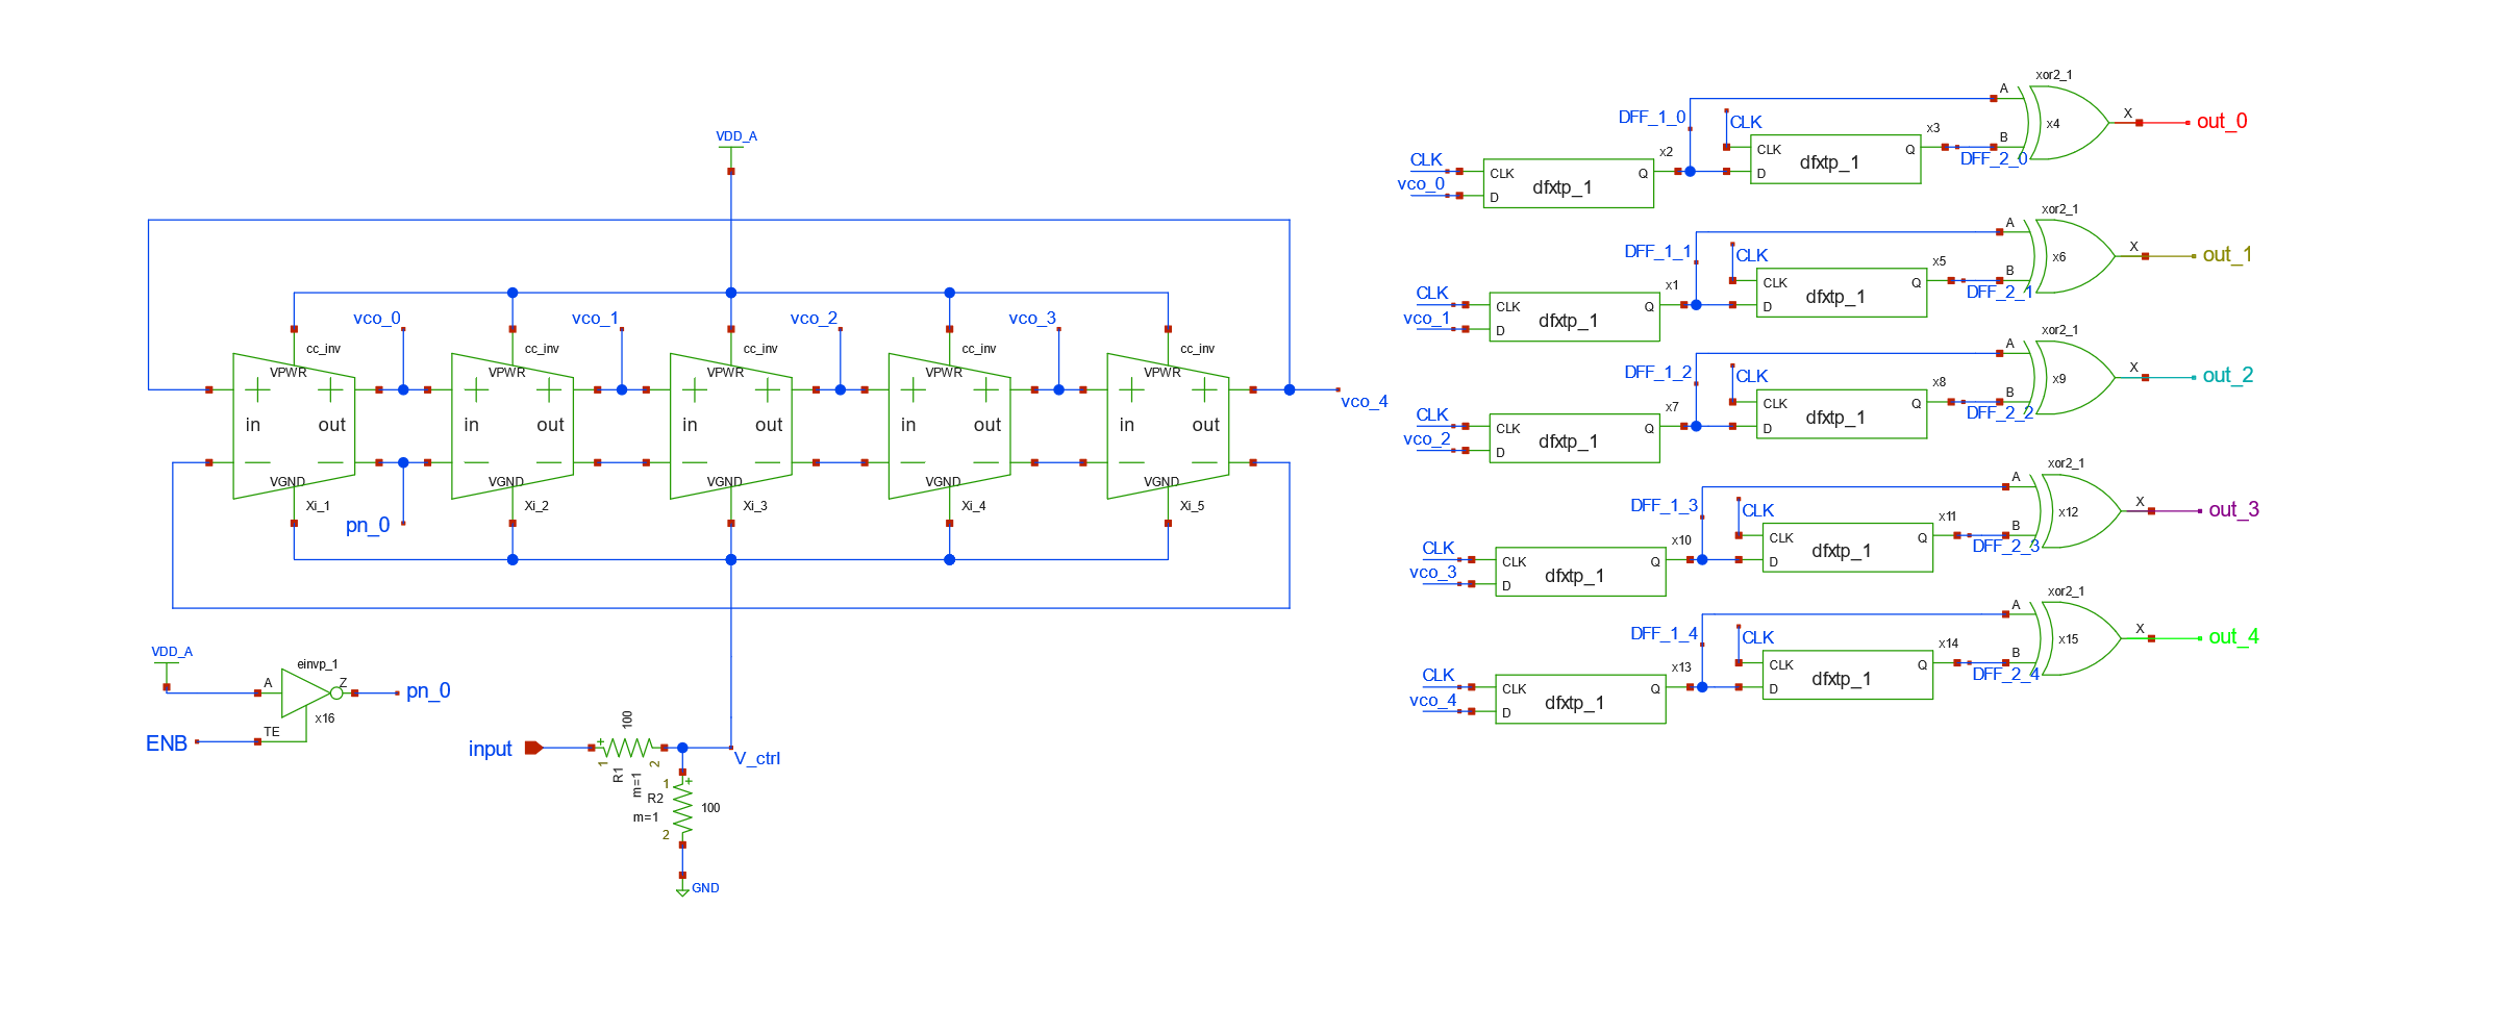 VDD_A
vco_0
vco_1
vco_2
vco_3
cc_inv
cc_inv
cc_inv
cc_inv
cc_inv
VPWR
VPWR
VPWR
VPWR
VPWR
vco_4
in out
in out
in out
in out
in out
VGND
VGND
VGND
VGND
VGND
Xi_1
Xi_2
Xi_3
Xi_4
Xi_5
pn_0
VDD_A
einvp_1
A
Z
pn_0
x16
TE
ENB
input
100
+
1
2
R1
m=1
V_ctrl
1
+
R2
100
m=1
2
GND
xor2_1
A
DFF_1_0
CLK
x3
X
out_0
x4
B
CLK
x2
CLK
Q
DFF_2_0
dfxtp_1
D
vco_0
CLK
Q
dfxtp_1
D
xor2_1
A
DFF_1_1
CLK
x5
X
out_1
x6
B
CLK
x1
CLK
Q
DFF_2_1
dfxtp_1
D
vco_1
CLK
Q
dfxtp_1
D
xor2_1
A
DFF_1_2
CLK
x8
X
out_2
x9
B
CLK
x7
CLK
Q
DFF_2_2
dfxtp_1
D
vco_2
CLK
Q
dfxtp_1
D
xor2_1
A
DFF_1_3
CLK
x11
X
out_3
x12
B
CLK
x10
CLK
Q
DFF_2_3
dfxtp_1
D
vco_3
CLK
Q
dfxtp_1
D
xor2_1
A
DFF_1_4
CLK
x14
X
out_4
x15
B
CLK
x13
CLK
Q
DFF_2_4
dfxtp_1
D
vco_4
CLK
Q
dfxtp_1
D